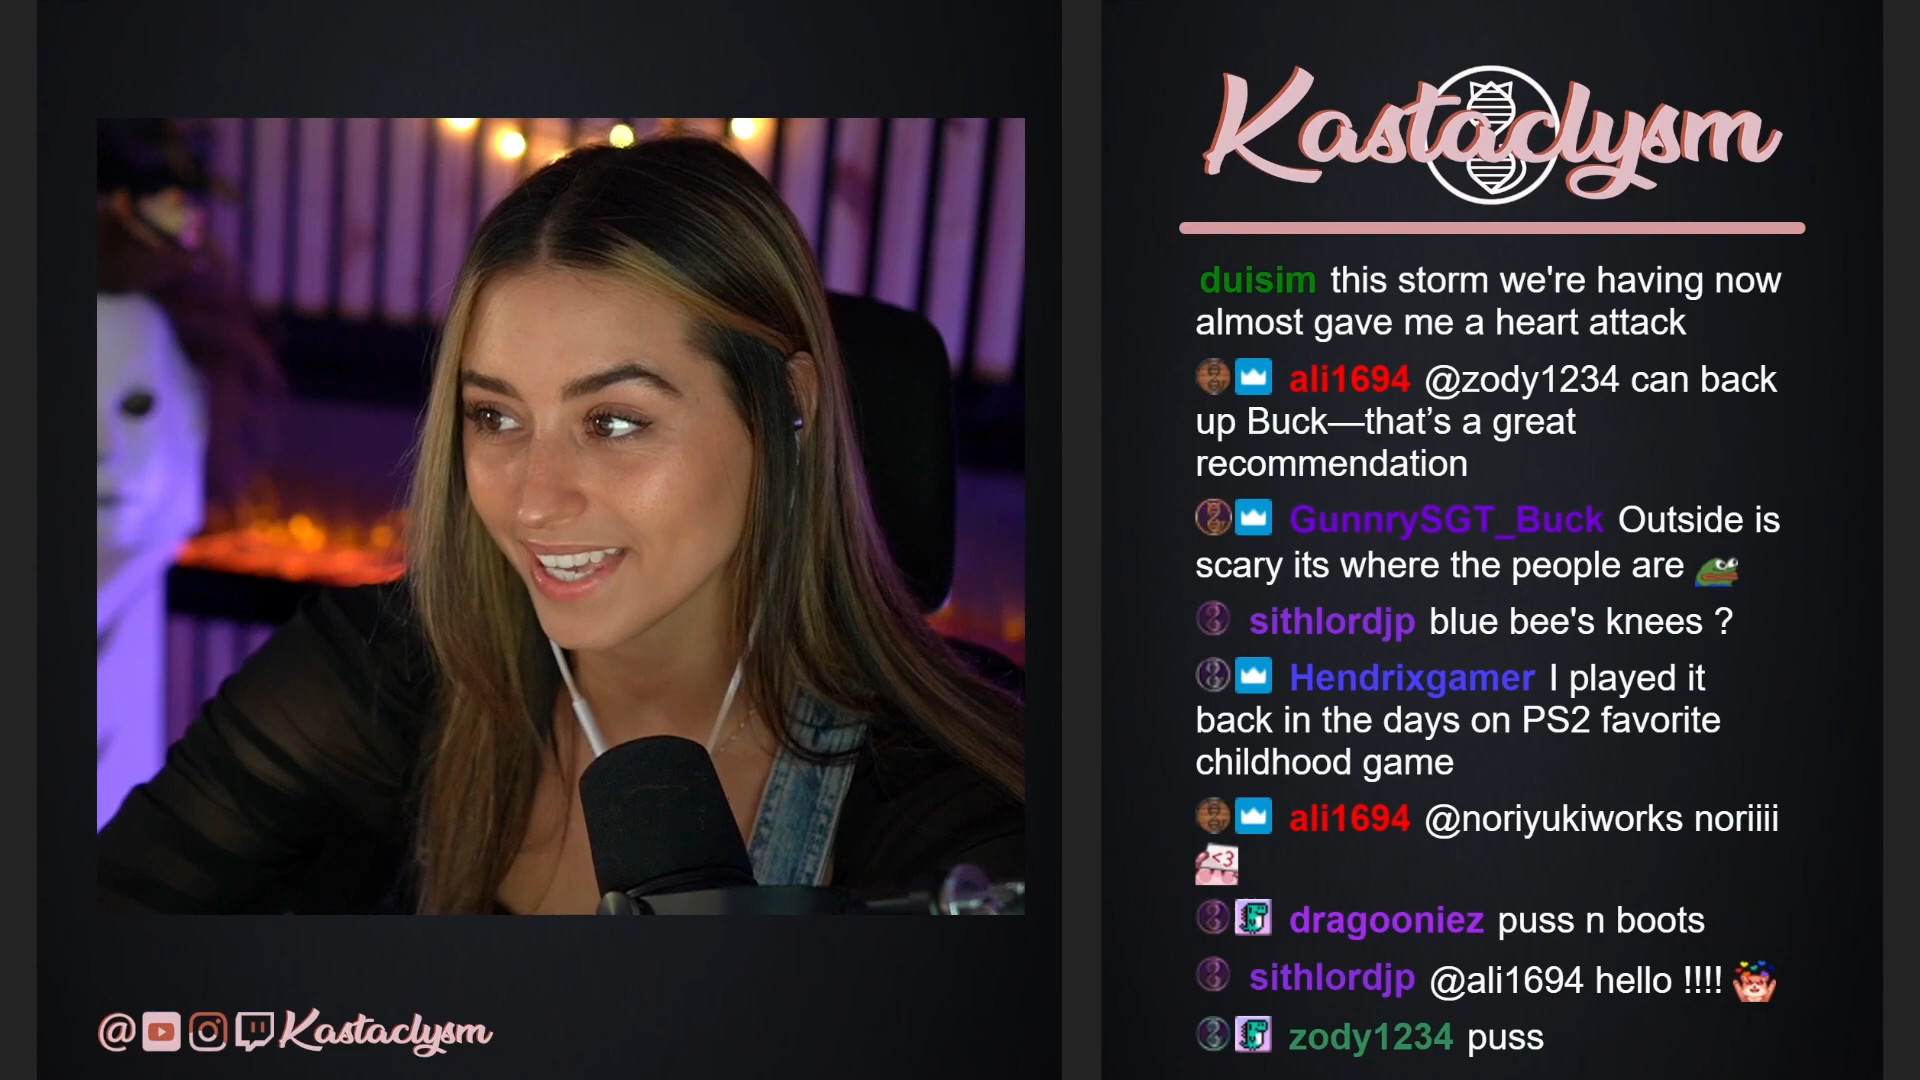 Kastaclysm
duisim this storm we're having now
almost gave me a heart attack
ali1694 @zody1234 can back
up Buck—that’s a great
recommendation
GunnrySGT_Buck Outside is
scary its where the people are
sithlordjp blue bee's knees ?
Hendrixgamer I played it
back in the days on PS2 favorite
childhood game
ali1694 @noriyukiworks noriiii
<3
dragooniez puss n boots
sithlordjp @ali1694 hello !!!!
zody1234 puss
@ Kastaclysm